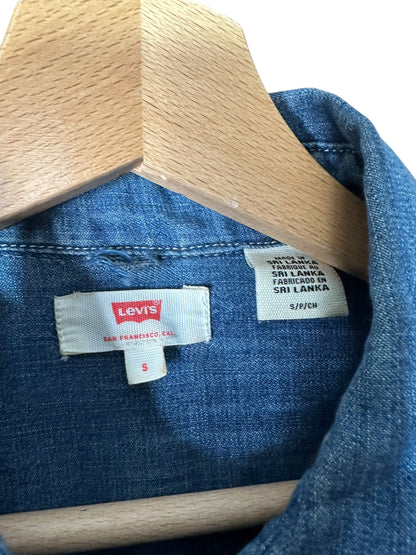 LEVI'S
SAN FRANCISCO, CAL.
S
MADE IN
SRI LANKA
FABRIQUE AU
SRI LANKA
FABRICADO EN
SRI LANKA
S/P/CH